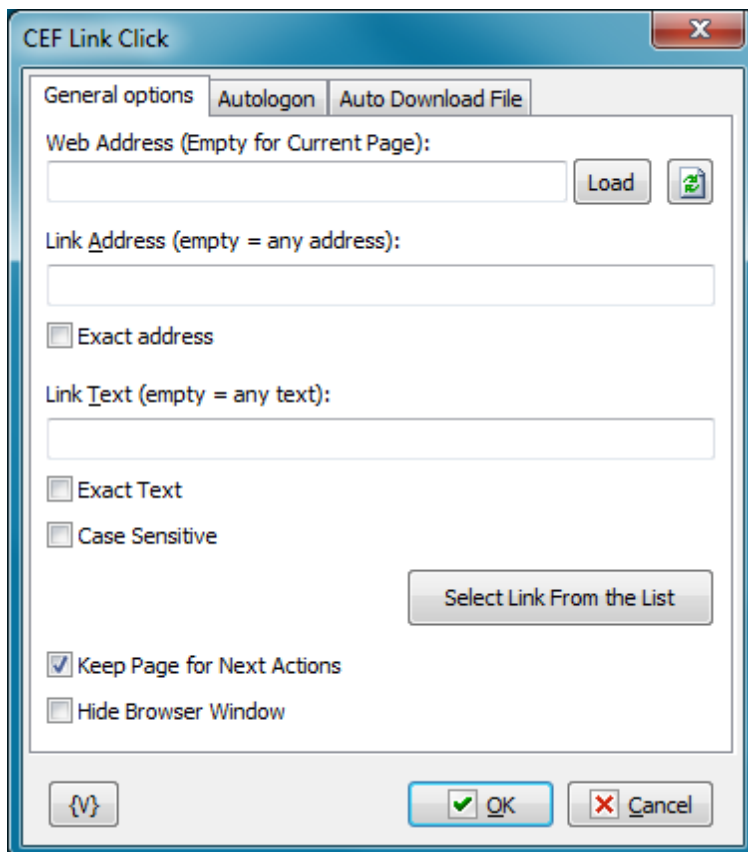 CEF Link Click
General options Autologon Auto Download File
Web Address (Empty for Current Page):
Load
Link Address (empty = any address):
Exact address
Link Text (empty = any text):
Exact Text
Case Sensitive
Select Link From the List
Keep Page for Next Actions
Hide Browser Window
{V} OK Cancel